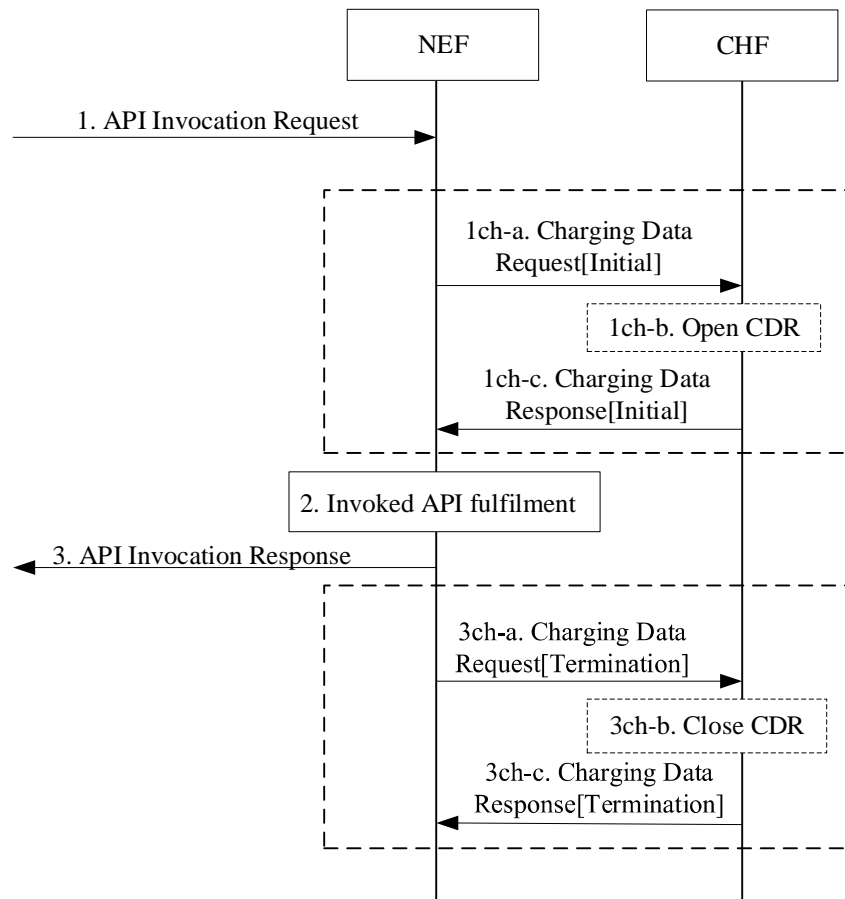 NEF
CHF
1. API Invocation Request
1ch-a. Charging Data
Request[Initial]
1ch-b. Open CDR
1ch-c. Charging Data
Response[Initial]
2. Invoked API fulfilment
3. API Invocation Response
3ch-a. Charging Data
Request[Termination]
3ch-b. Close CDR
3ch-c. Charging Data
Response[Termination]